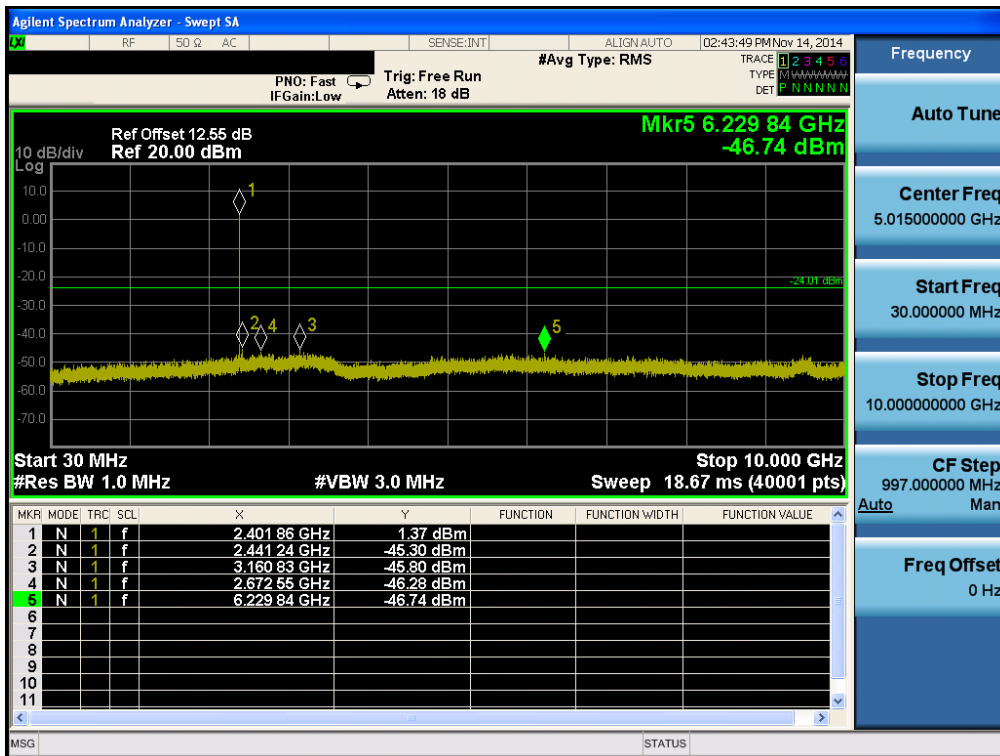 Agilent Spectrum Analyzer - Swept SA
LXI RF 50 Ω AC SENSE:INT ALIGN AUTO 02:43:49 PM Nov 14, 2014
#Avg Type: RMS
TRACE 1 2 3 4 5 6
TYPE M WWWWW
DET P N N N N N
PNO: Fast
IFGain:Low
Trig: Free Run
Atten: 18 dB
Mkr5 6.229 84 GHz
-46.74 dBm
Ref Offset 12.55 dB
Ref 20.00 dBm
10 dB/div
Log
10.0
0.00
-10.0
-20.0
-30.0
-40.0
-50.0
-60.0
-70.0
1
-24.01 dBm
2 4 3 5
Start 30 MHz
Stop 10.000 GHz
#Res BW 1.0 MHz
#VBW 3.0 MHz
Sweep 18.67 ms (40001 pts)
MKR MODE TRC SCL X Y FUNCTION FUNCTION WIDTH FUNCTION VALUE
1 N 1 f 2.401 86 GHz 1.37 dBm
2 N 1 f 2.441 24 GHz -45.30 dBm
3 N 1 f 3.160 83 GHz -45.80 dBm
4 N 1 f 2.672 55 GHz -46.28 dBm
5 N 1 f 6.229 84 GHz -46.74 dBm
6
7
8
9
10
11
MSG
STATUS
Frequency
Auto Tune
Center Freq
5.015000000 GHz
Start Freq
30.000000 MHz
Stop Freq
10.000000000 GHz
CF Step
997.000000 MHz
Auto Man
Freq Offset
0 Hz